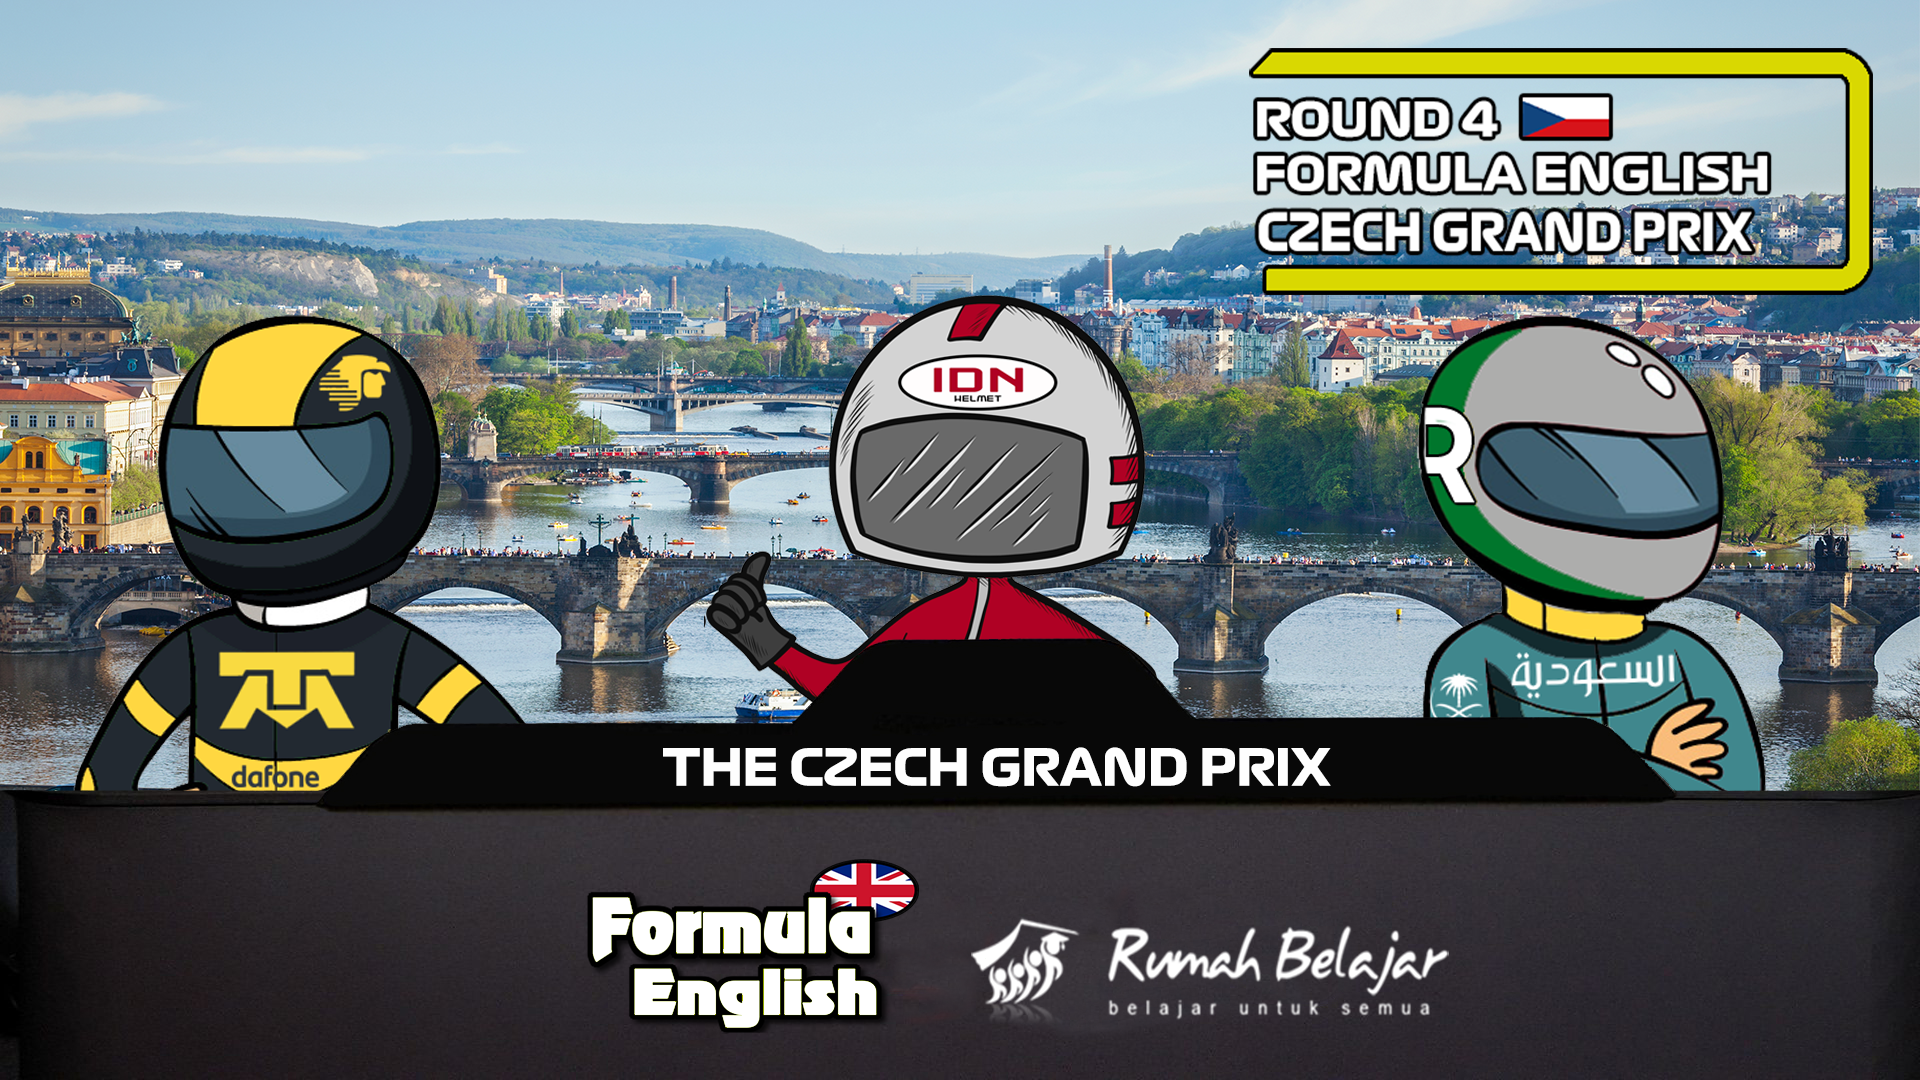 ROUND 4
FORMULA ENGLISH
CZECH GRAND PRIX
IDN
HELMET
R
السعودية
TM
dafone
THE CZECH GRAND PRIX
Formula
English
Rumah Belajar
belajar untuk semua